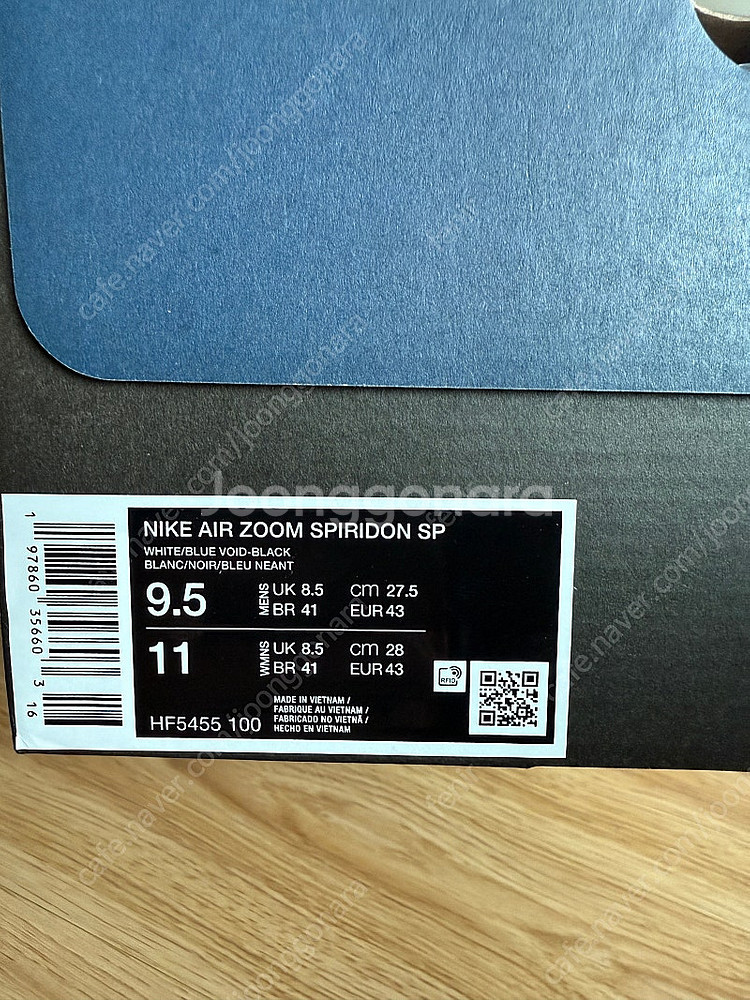 cafe.naver.com/joonggonara
Joonggonara
NIKE AIR ZOOM SPIRIDON SP
WHITE/BLUE VOID-BLACK
BLANC/NOIR/BLEU NEANT
9.5 MENS UK 8.5 cm 27.5
BR 41 EUR 43
11 WMNS UK 8.5 cm 28
BR 41 EUR 43
RFID
MADE IN VIETNAM /
FABRIQUE AU VIETNAM /
FABRICADO NO VIETNÃ /
HECHO EN VIETNAM
HF5455 100
1 97860 35660 3 16